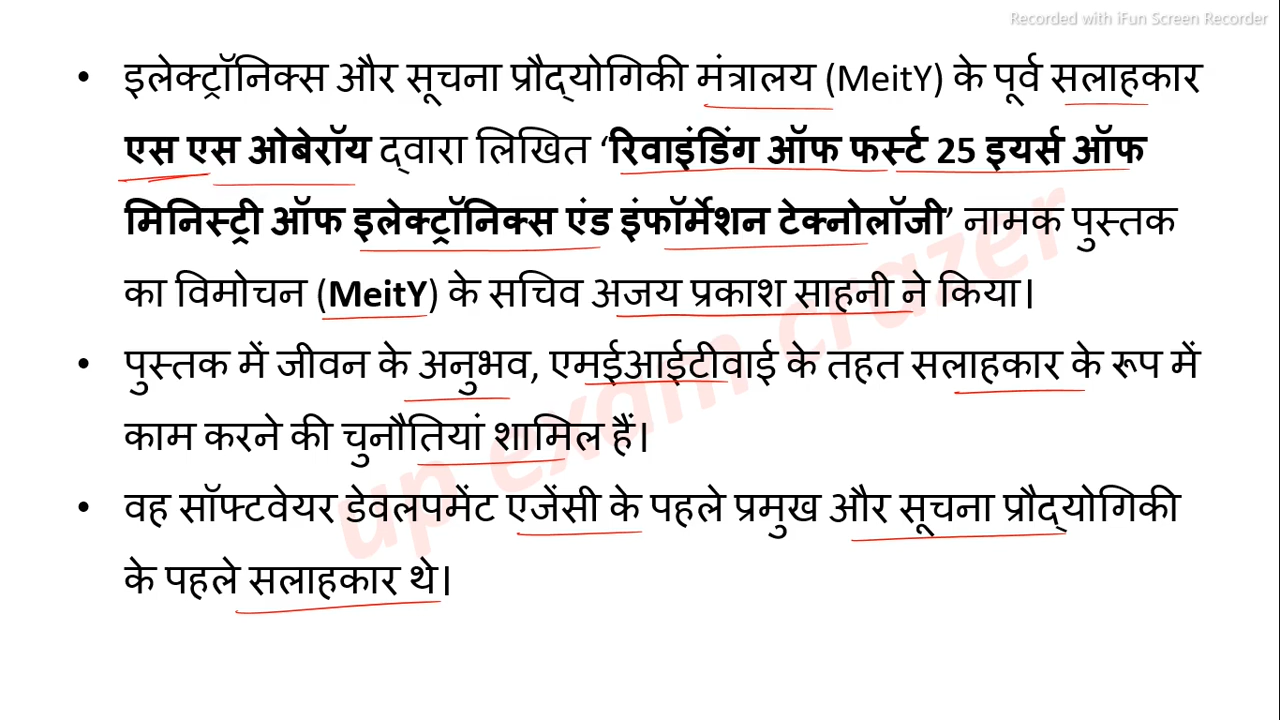 Recorded with iFun Screen Recorder
• इलेक्ट्रॉनिक्स और सूचना प्रौद्योगिकी मंत्रालय (MeitY) के पूर्व सलाहकार
एस एस ओबेरॉय द्वारा लिखित ‘रिवाइंडिंग ऑफ फर्स्ट 25 इयर्स ऑफ
मिनिस्ट्री ऑफ इलेक्ट्रॉनिक्स एंड इंफॉर्मेशन टेक्नोलॉजी’ नामक पुस्तक
का विमोचन (MeitY) के सचिव अजय प्रकाश साहनी ने किया।
• पुस्तक में जीवन के अनुभव, एमईआईटीवाई के तहत सलाहकार के रूप में
काम करने की चुनौतियां शामिल हैं।
• वह सॉफ्टवेयर डेवलपमेंट एजेंसी के पहले प्रमुख और सूचना प्रौद्योगिकी
के पहले सलाहकार थे।
up exam crazer